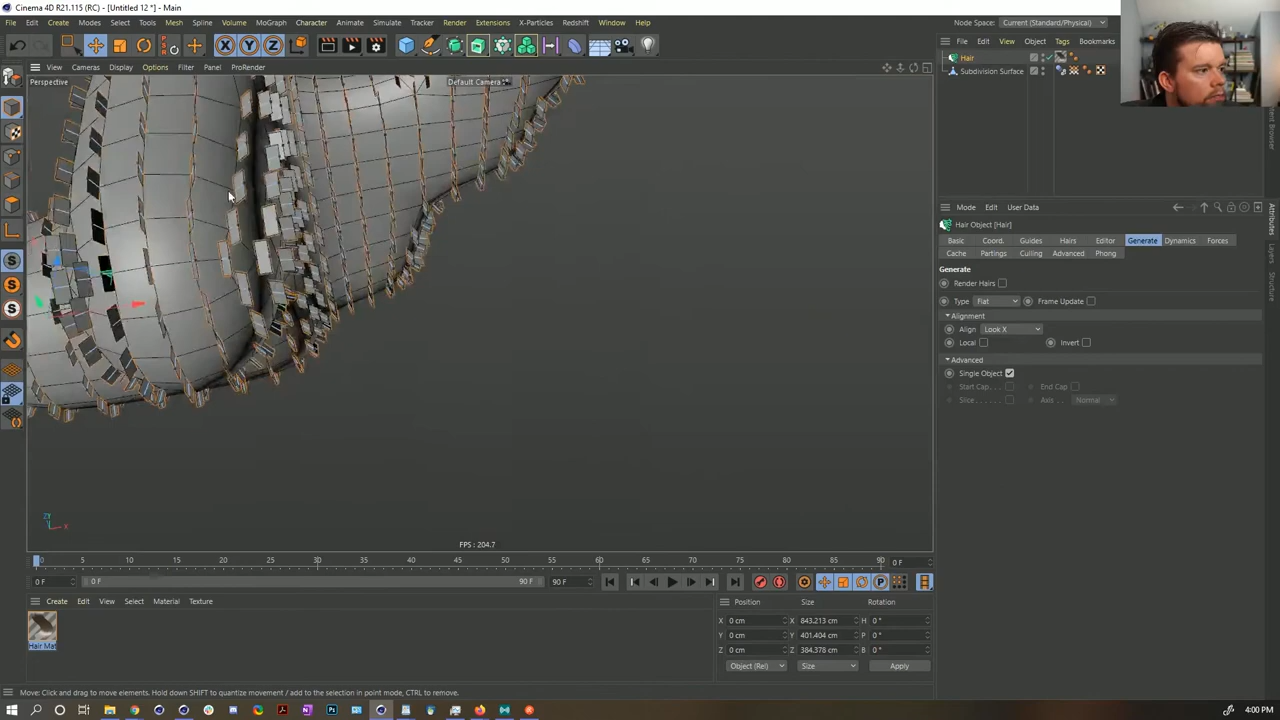 Cinema 4D R21.115 (RC) - [Untitled 12 *] - Main
File Edit Create Modes Select Tools Mesh Spline Volume MoGraph Character Animate Simulate Tracker Render Extensions X-Particles Redshift Window Help
Node Space: Current (Standard/Physical)
File Edit View Object Tags Bookmarks
Hair
Subdivision Surface
View Cameras Display Options Filter Panel ProRender
Perspective
Default Camera
X Y Z
Content Browser
Mode Edit User Data
Attributes
Layers
Structure
Hair Object [Hair]
Basic Coord. Guides Hairs Editor Generate Dynamics Forces
Cache Partings Culling Advanced Phong
Generate
Render Hairs
Type Flat Frame Update
Alignment
Align Look X
Local Invert
Advanced
Single Object
Start Cap... End Cap
Slice...... Axis.. Normal
FPS : 204.7
0 5 10 15 20 25 30 35 40 45 50 55 60 65 70 75 80 85 90 0 F
0 F 0 F 90 F 90 F
Create Edit View Select Material Texture
Hair Mat
Position Size Rotation
X 0 cm X 843.213 cm H 0 °
Y 0 cm Y 401.404 cm P 0 °
Z 0 cm Z 384.378 cm B 0 °
Object (Rel) Size Apply
Move: Click and drag to move elements. Hold down SHIFT to quantize movement / add to the selection in point mode, CTRL to remove.
4:00 PM